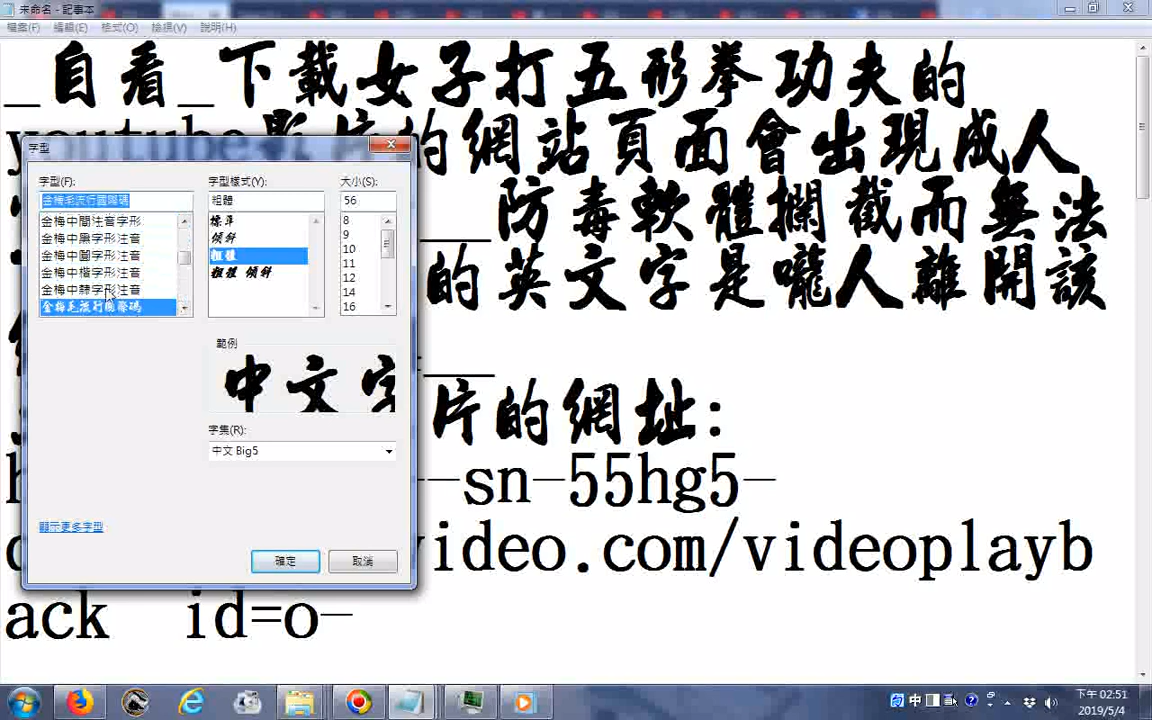 未命名 - 記事本
檔案(F) 編輯(E) 格式(O) 檢視(V) 說明(H)
_自看_下載女子打五形拳功夫的
youtube影片的網站頁面會出現成人
防毒軟體攔截而無法
的英文字是嚨人離開該
片的網址:
-sn-55hg5-
video.com/videoplayb
ack id=o-
字型
字型(F):
金梅毛流行國際碼
金梅中間注音字形
金梅中黑字形注音
金梅中圓字形注音
金梅中楷字形注音
金梅中隸字形注音
金梅毛流行國際碼
字型樣式(Y):
粗體
標準
傾斜
粗體
粗體 傾斜
大小(S):
56
8
9
10
11
12
14
16
範例
中文字
字集(R):
中文 Big5
顯示更多字型
確定
取消
中
下午 02:51
2019/5/4